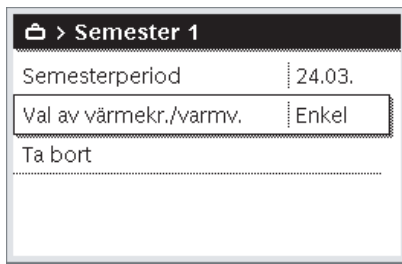 > Semester 1
Semesterperiod 24.03.
Val av värmekr./varmv. Enkel
Ta bort